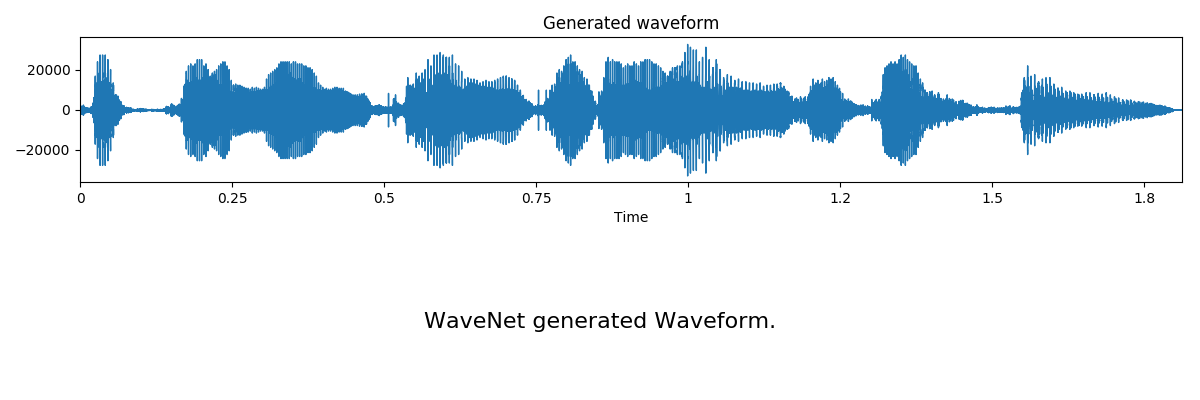 Generated waveform
20000
0
−20000
0 0.25 0.5 0.75 1 1.2 1.5 1.8
Time
WaveNet generated Waveform.